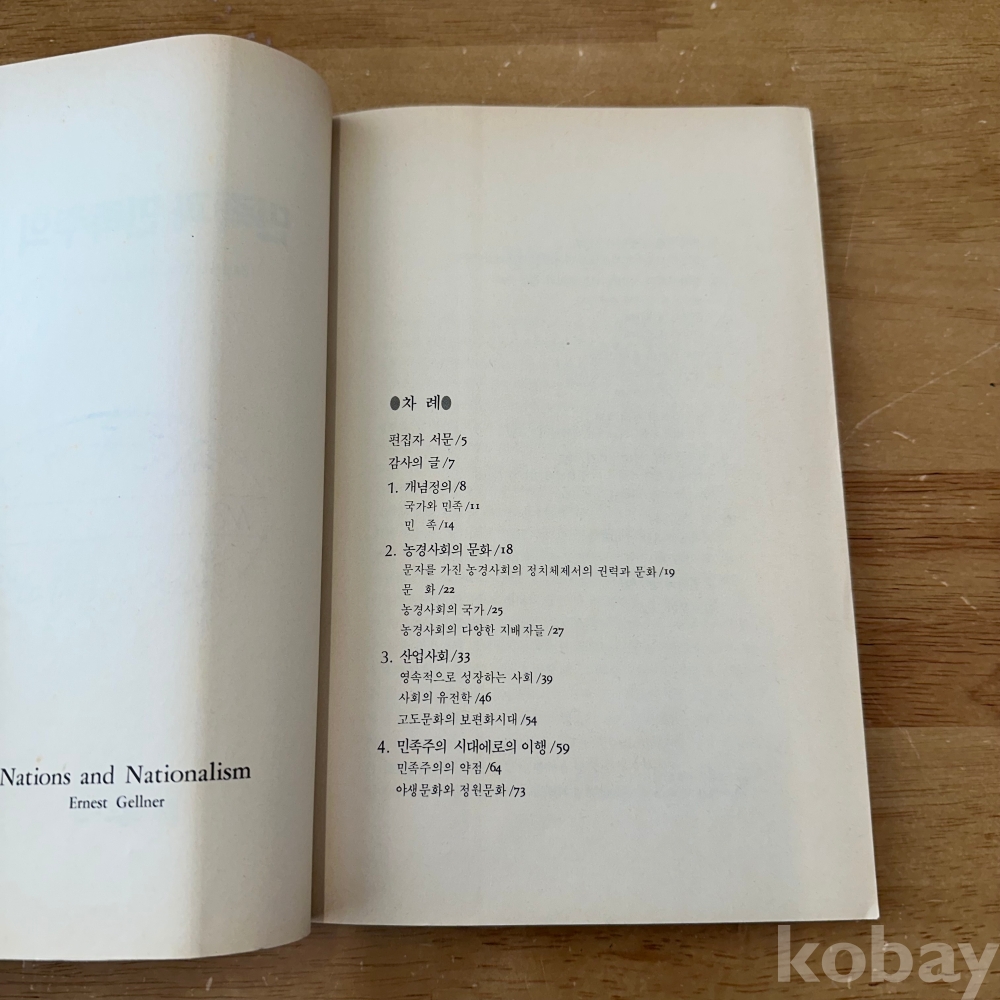 Nations and Nationalism
Ernest Gellner
차 례
편집자 서문/5
감사의 글/7
1. 개념정의/8
국가와 민족/11
민 족/14
2. 농경사회의 문화/18
문자를 가진 농경사회의 정치체제서의 권력과 문화/19
문 화/22
농경사회의 국가/25
농경사회의 다양한 지배자들/27
3. 산업사회/33
영속적으로 성장하는 사회/39
사회의 유전학/46
고도문화의 보편화시대/54
4. 민족주의 시대에로의 이행/59
민족주의의 약점/64
야생문화와 정원문화/73
kobay